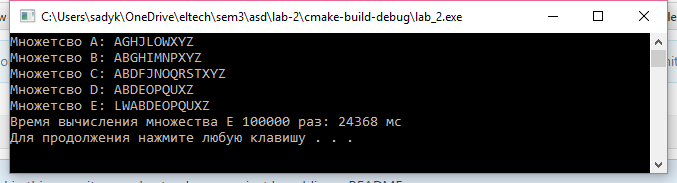 C:\Users\sadyk\OneDrive\eltech\sem3\asd\lab-2\cmake-build-debug\lab_2.exe
Множетсво A: AGHJLOWXYZ
Множетсво B: ABGHIMNPXYZ
Множетсво C: ABDFJNOQRSTXYZ
Множетсво D: ABDEOPQUXZ
Множетсво E: LWABDEOPQUXZ
Время вычисления множества E 100000 раз: 24368 мс
Для продолжения нажмите любую клавишу . . .